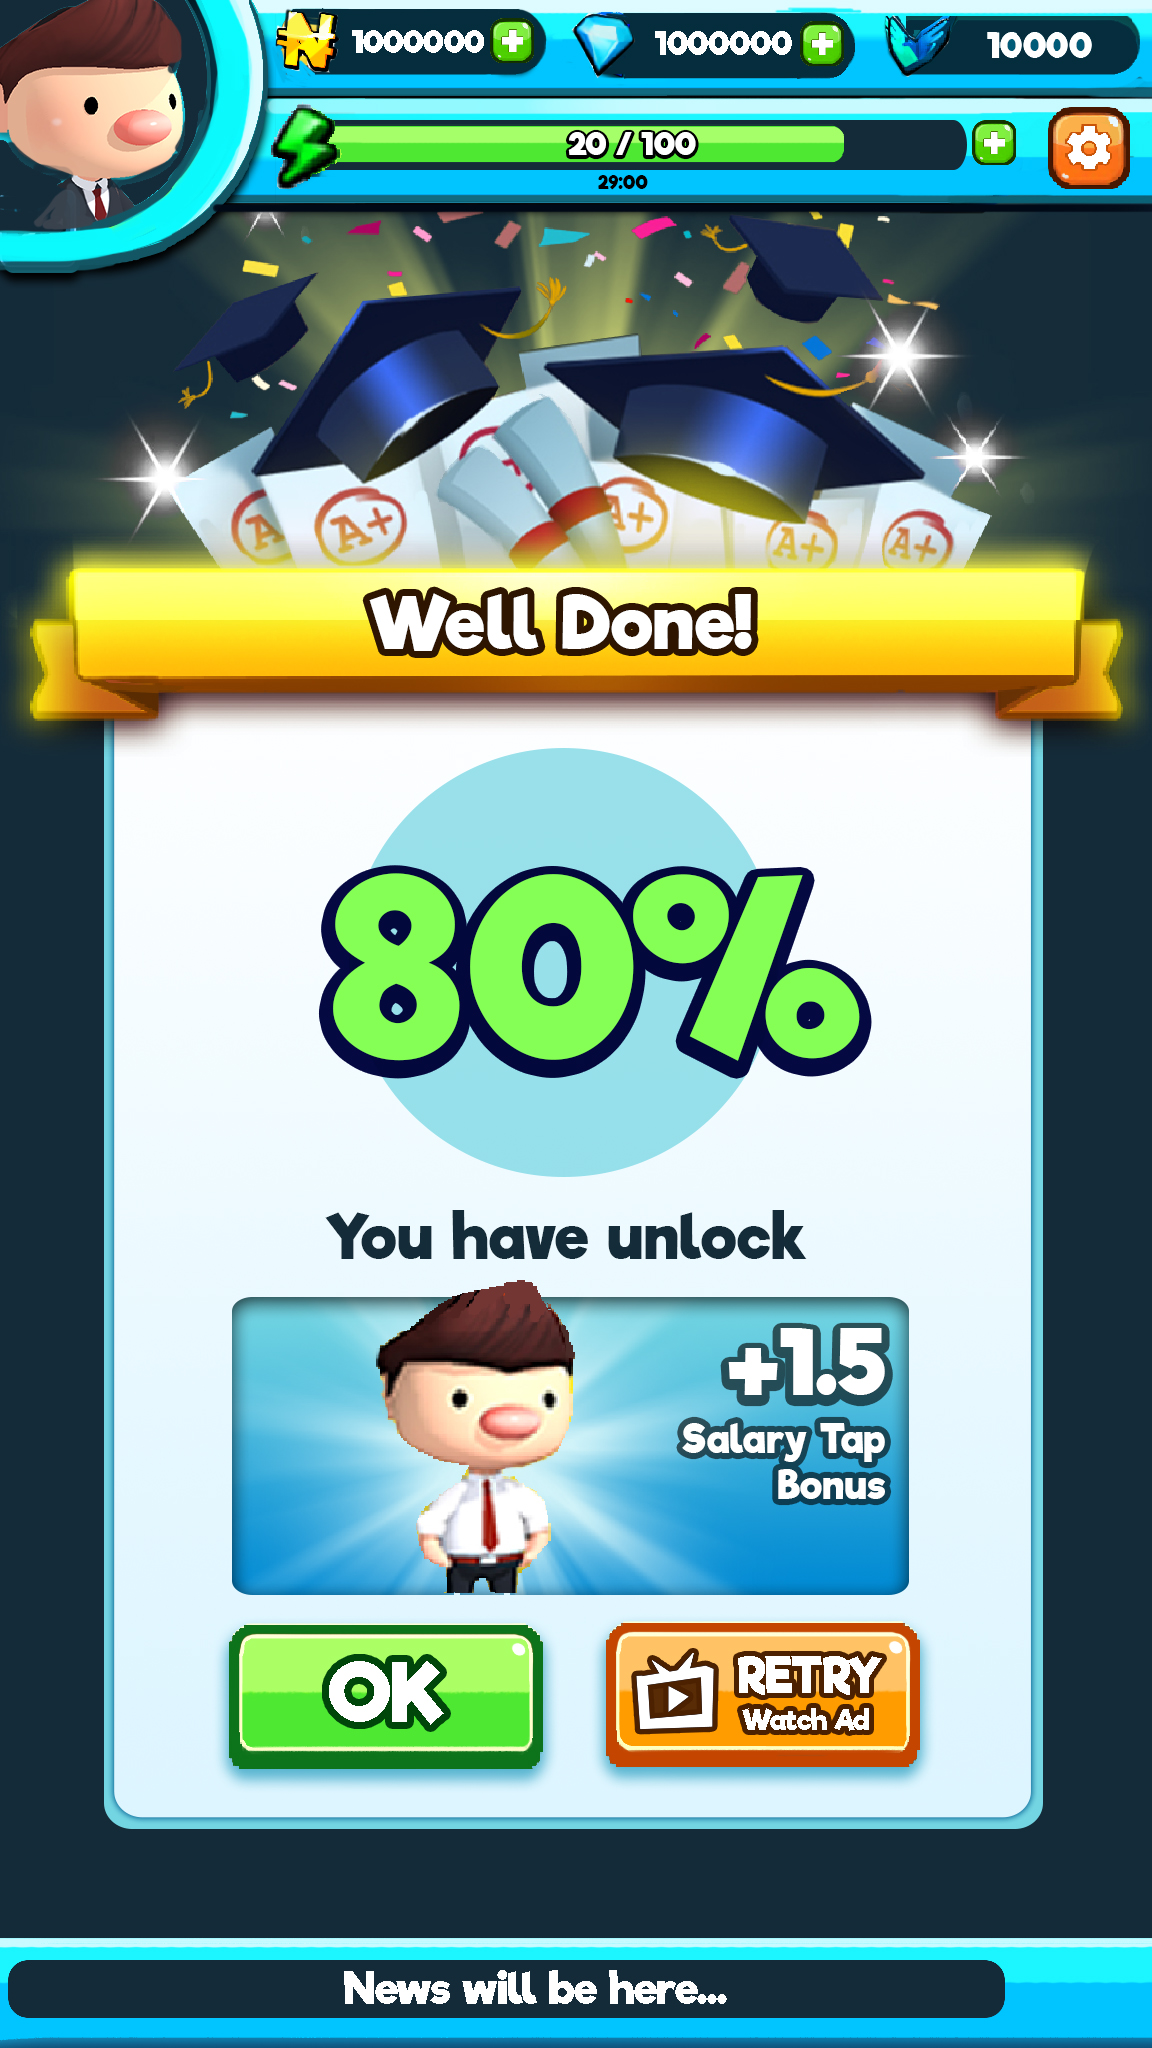 1000000
1000000
10000
20 / 100
29:00
A+
A+
A+
A+
A+
Well Done!
80%
You have unlock
+1.5
Salary Tap
Bonus
OK
RETRY
Watch Ad
News will be here...